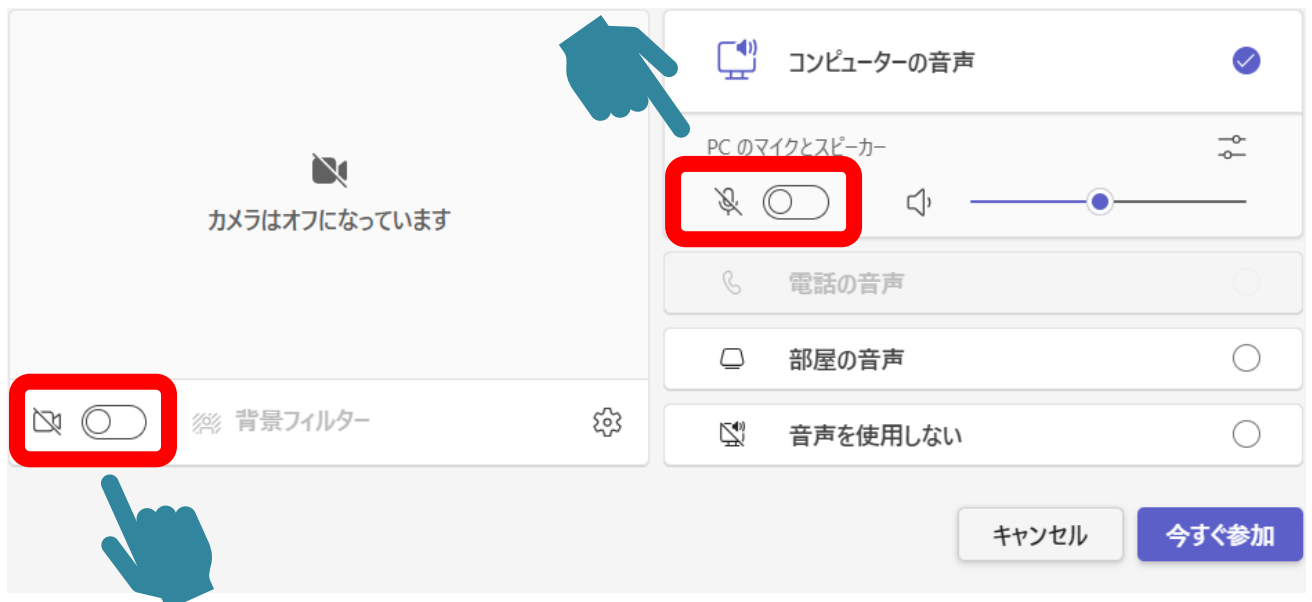 カメラはオフになっています
背景フィルター
コンピューターの音声
PC のマイクとスピーカー
電話の音声
部屋の音声
音声を使用しない
キャンセル
今すぐ参加